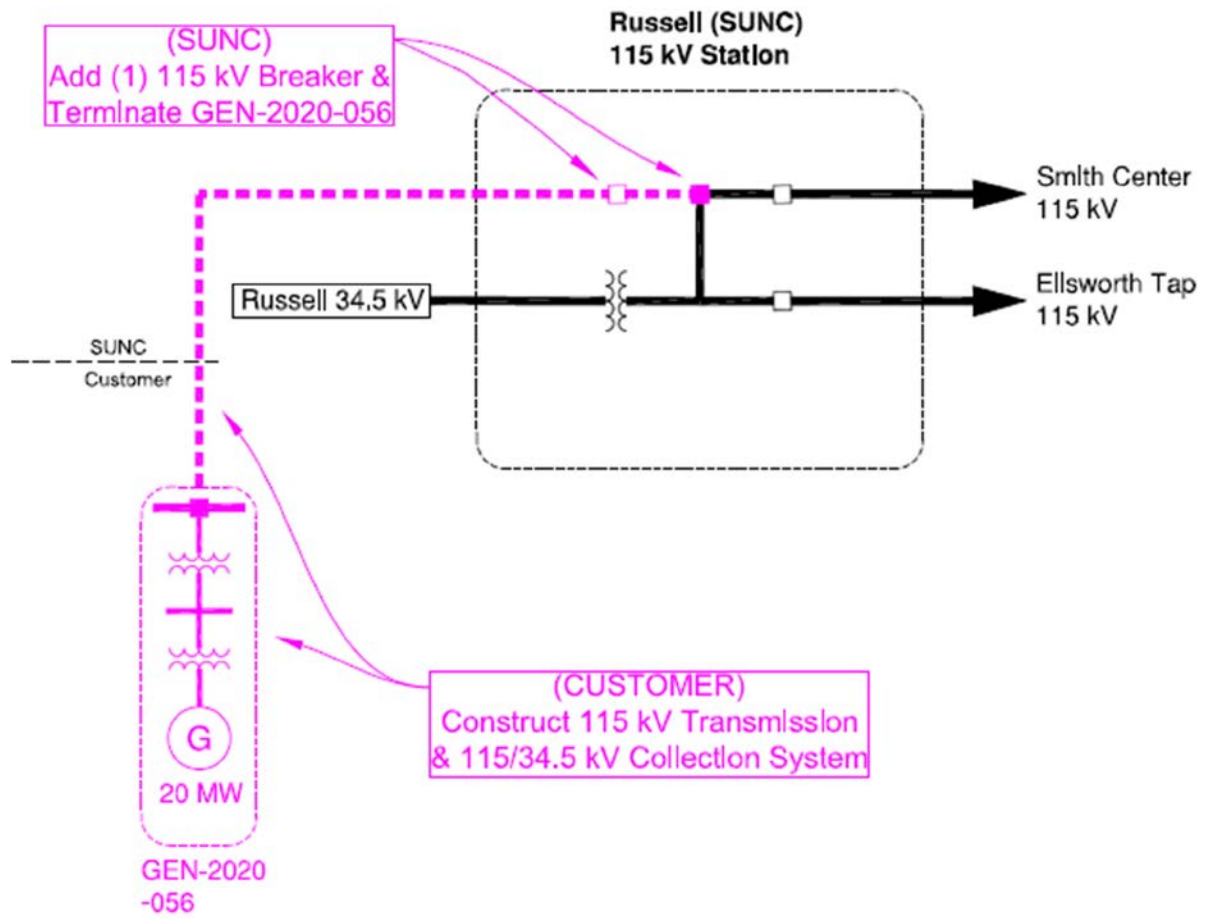 (SUNC)
Add (1) 115 kV Breaker &
Terminate GEN-2020-056
Russell (SUNC)
115 kV Station
Smith Center
115 kV
Russell 34.5 kV
Ellsworth Tap
115 kV
SUNC
Customer
(CUSTOMER)
Construct 115 kV Transmission
& 115/34.5 kV Collection System
G
20 MW
GEN-2020
-056